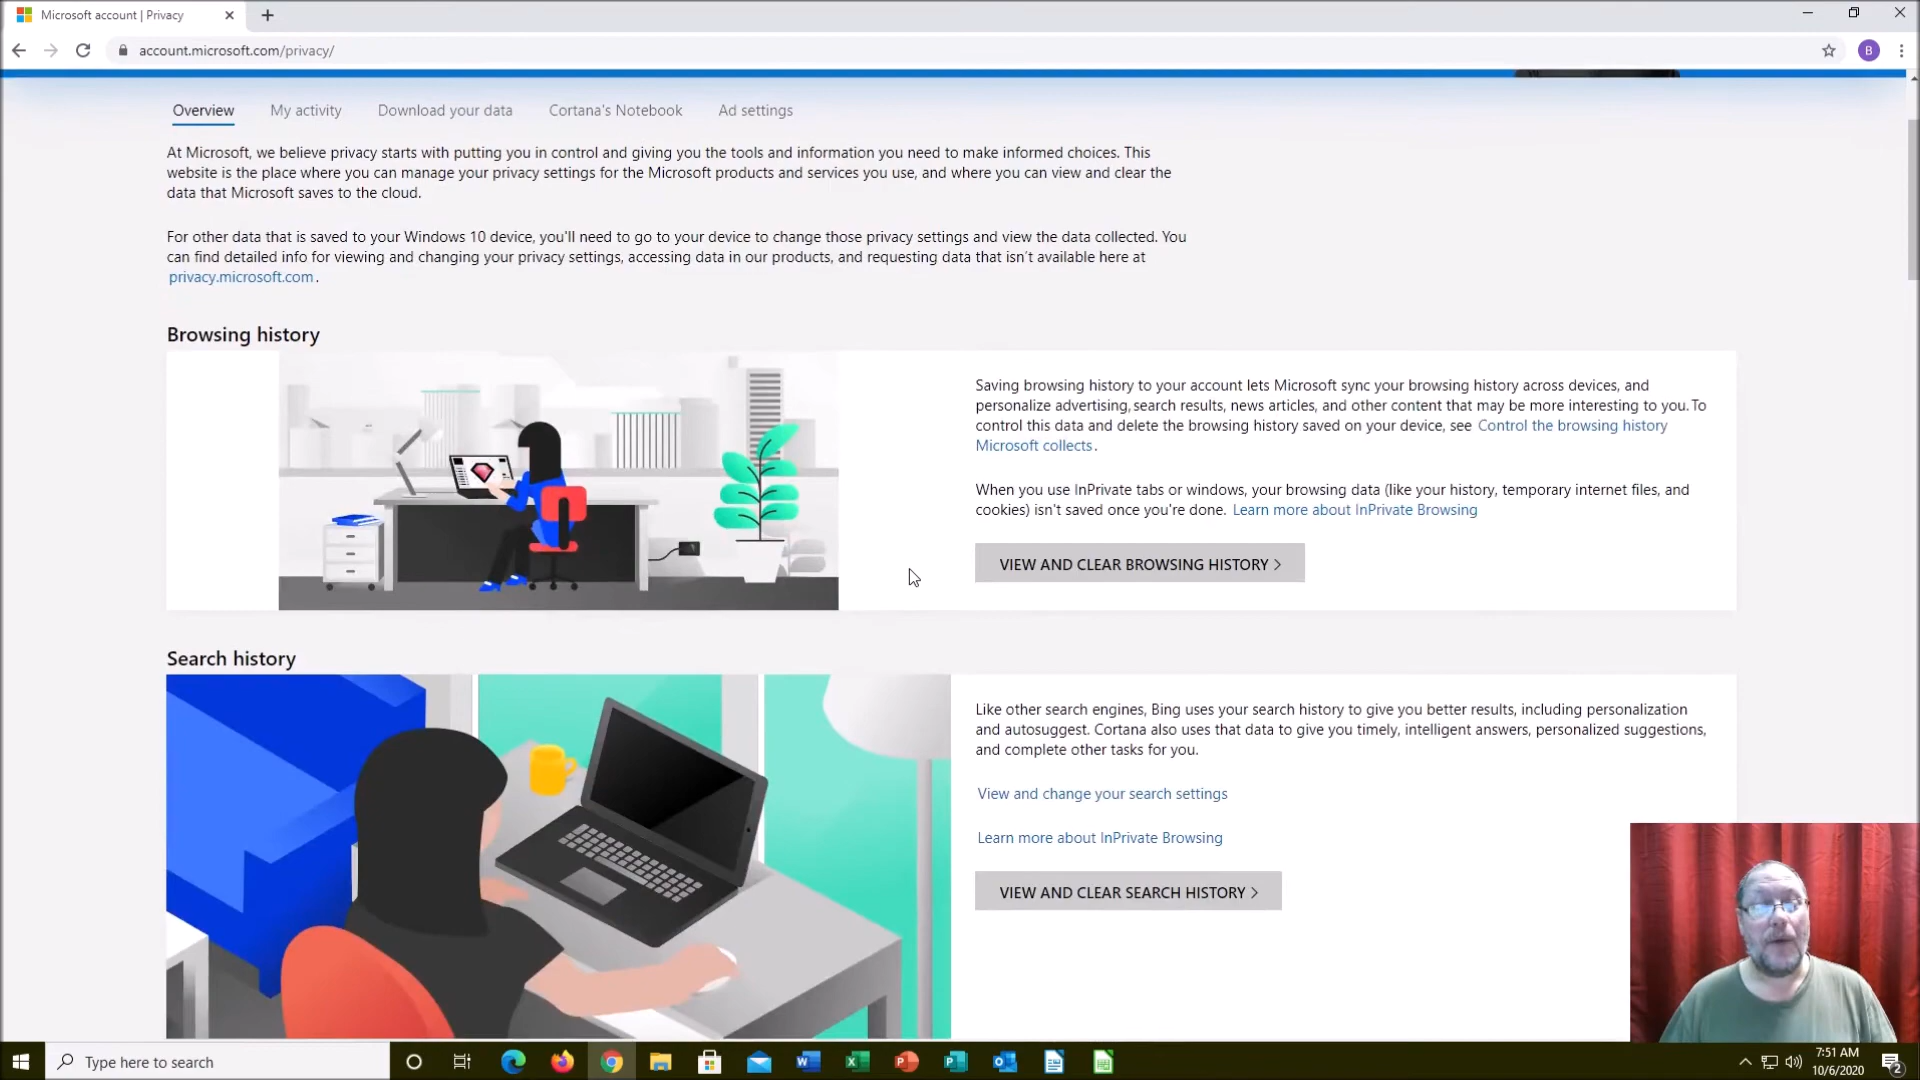 Microsoft account | Privacy
account.microsoft.com/privacy/
B
Overview My activity Download your data Cortana's Notebook Ad settings
At Microsoft, we believe privacy starts with putting you in control and giving you the tools and information you need to make informed choices. This
website is the place where you can manage your privacy settings for the Microsoft products and services you use, and where you can view and clear the
data that Microsoft saves to the cloud.
For other data that is saved to your Windows 10 device, you'll need to go to your device to change those privacy settings and view the data collected. You
can find detailed info for viewing and changing your privacy settings, accessing data in our products, and requesting data that isn't available here at
privacy.microsoft.com.
Browsing history
Saving browsing history to your account lets Microsoft sync your browsing history across devices, and
personalize advertising, search results, news articles, and other content that may be more interesting to you. To
control this data and delete the browsing history saved on your device, see Control the browsing history
Microsoft collects.
When you use InPrivate tabs or windows, your browsing data (like your history, temporary internet files, and
cookies) isn't saved once you're done. Learn more about InPrivate Browsing
VIEW AND CLEAR BROWSING HISTORY >
Search history
Like other search engines, Bing uses your search history to give you better results, including personalization
and autosuggest. Cortana also uses that data to give you timely, intelligent answers, personalized suggestions,
and complete other tasks for you.
View and change your search settings
Learn more about InPrivate Browsing
VIEW AND CLEAR SEARCH HISTORY >
Type here to search
7:51 AM
10/6/2020
2